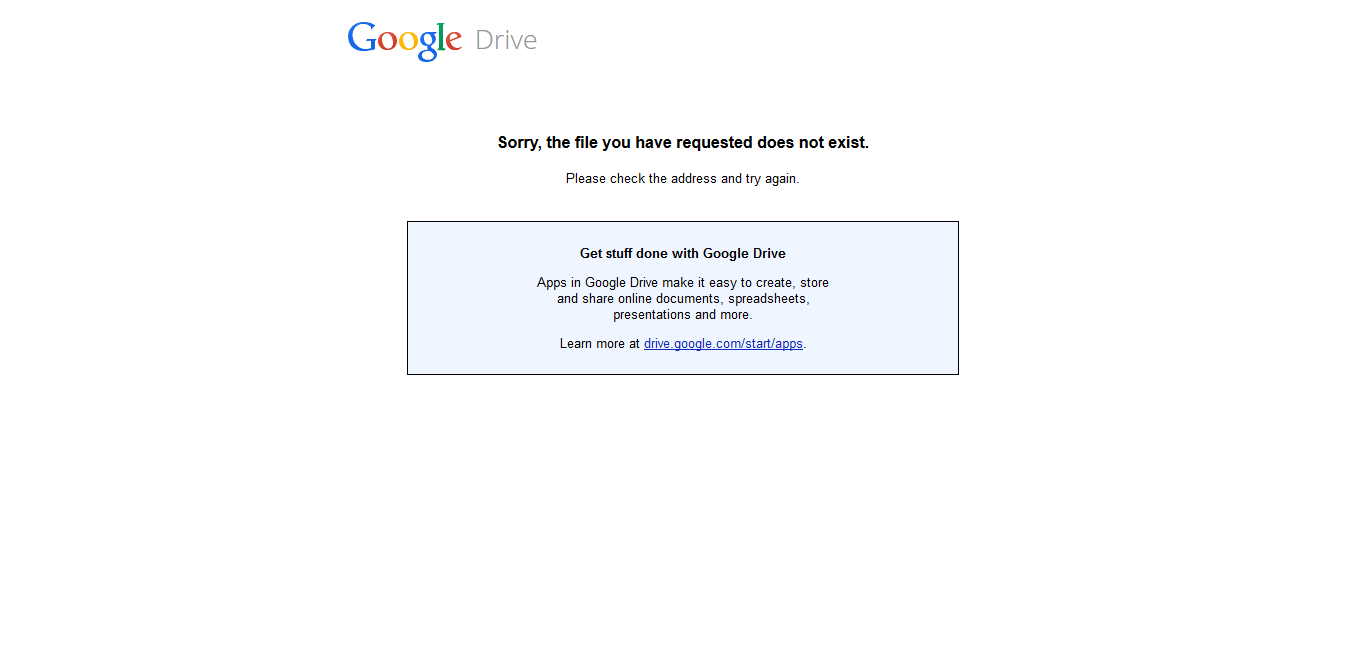 Google Drive
Sorry, the file you have requested does not exist.
Please check the address and try again.
Get stuff done with Google Drive
Apps in Google Drive make it easy to create, store
and share online documents, spreadsheets,
presentations and more.
Learn more at drive.google.com/start/apps.